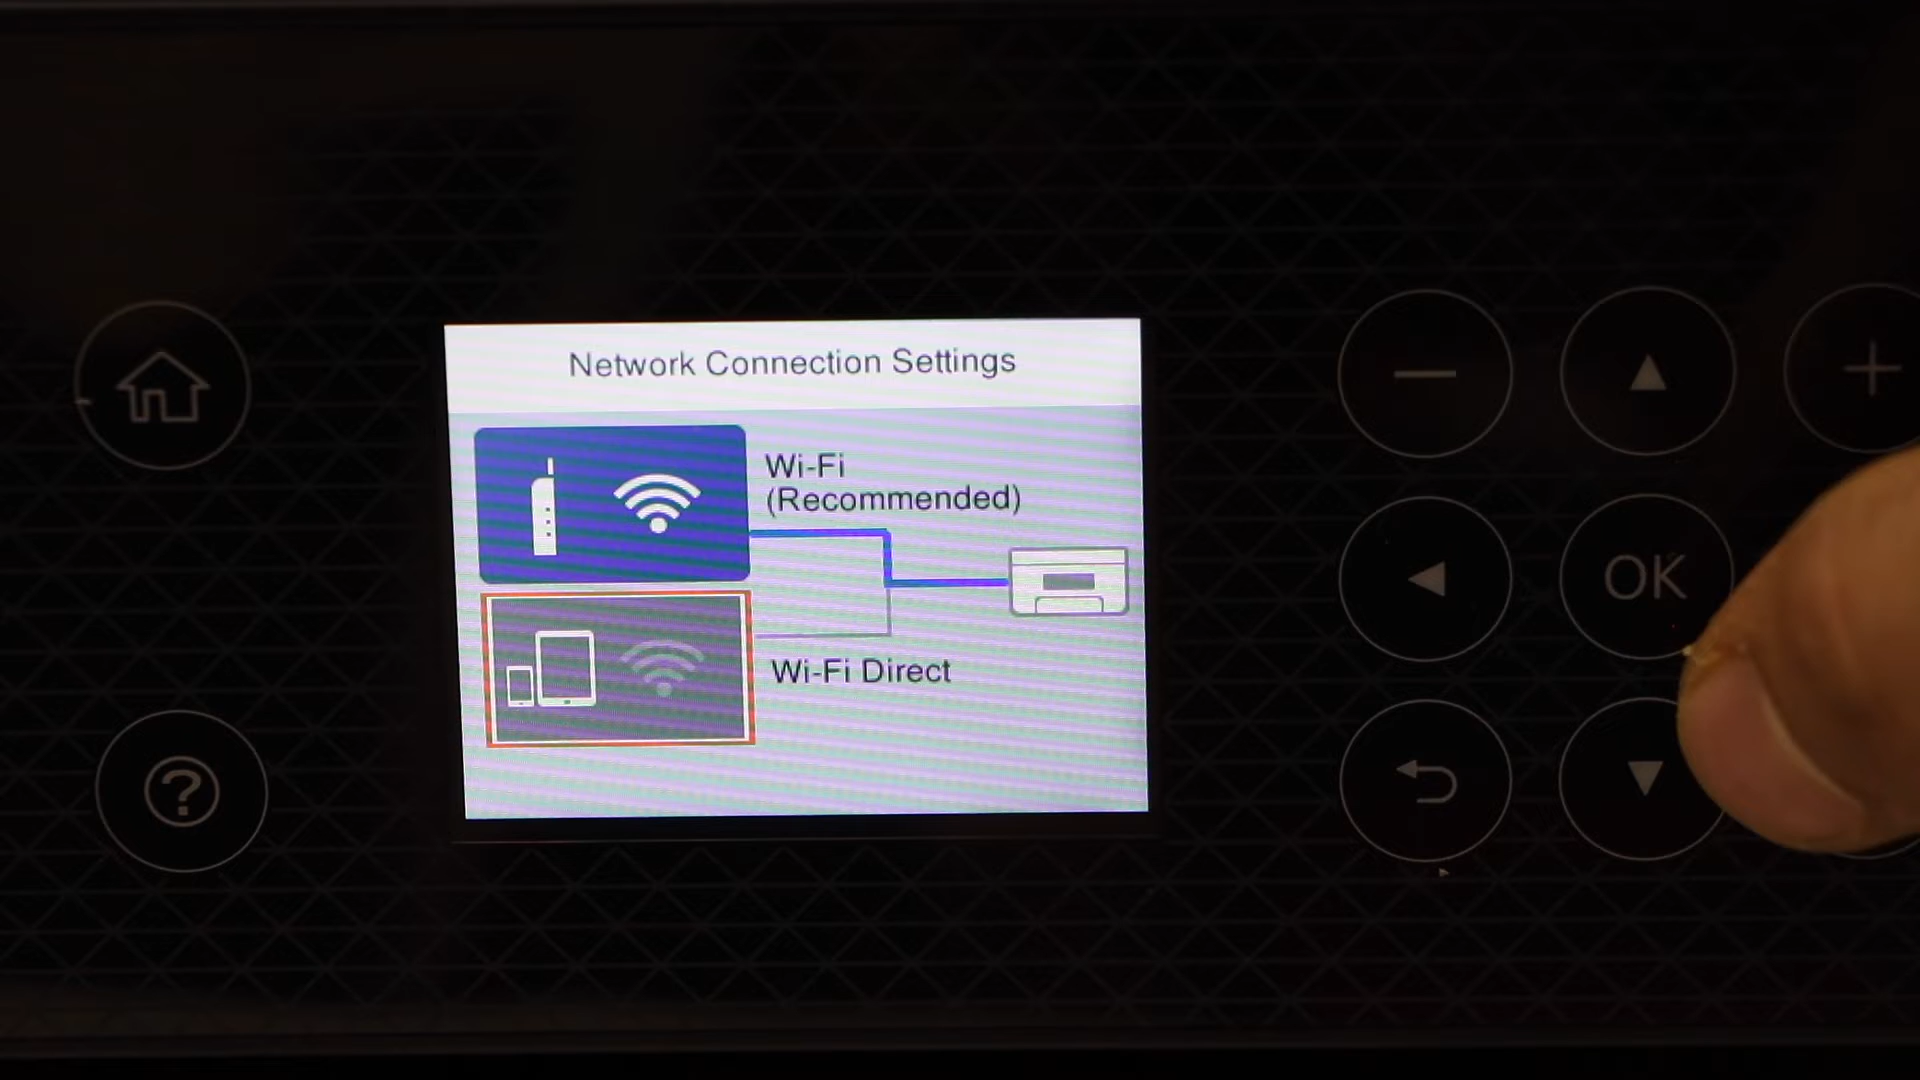 Network Connection Settings
Wi-Fi
(Recommended)
Wi-Fi Direct
OK
?